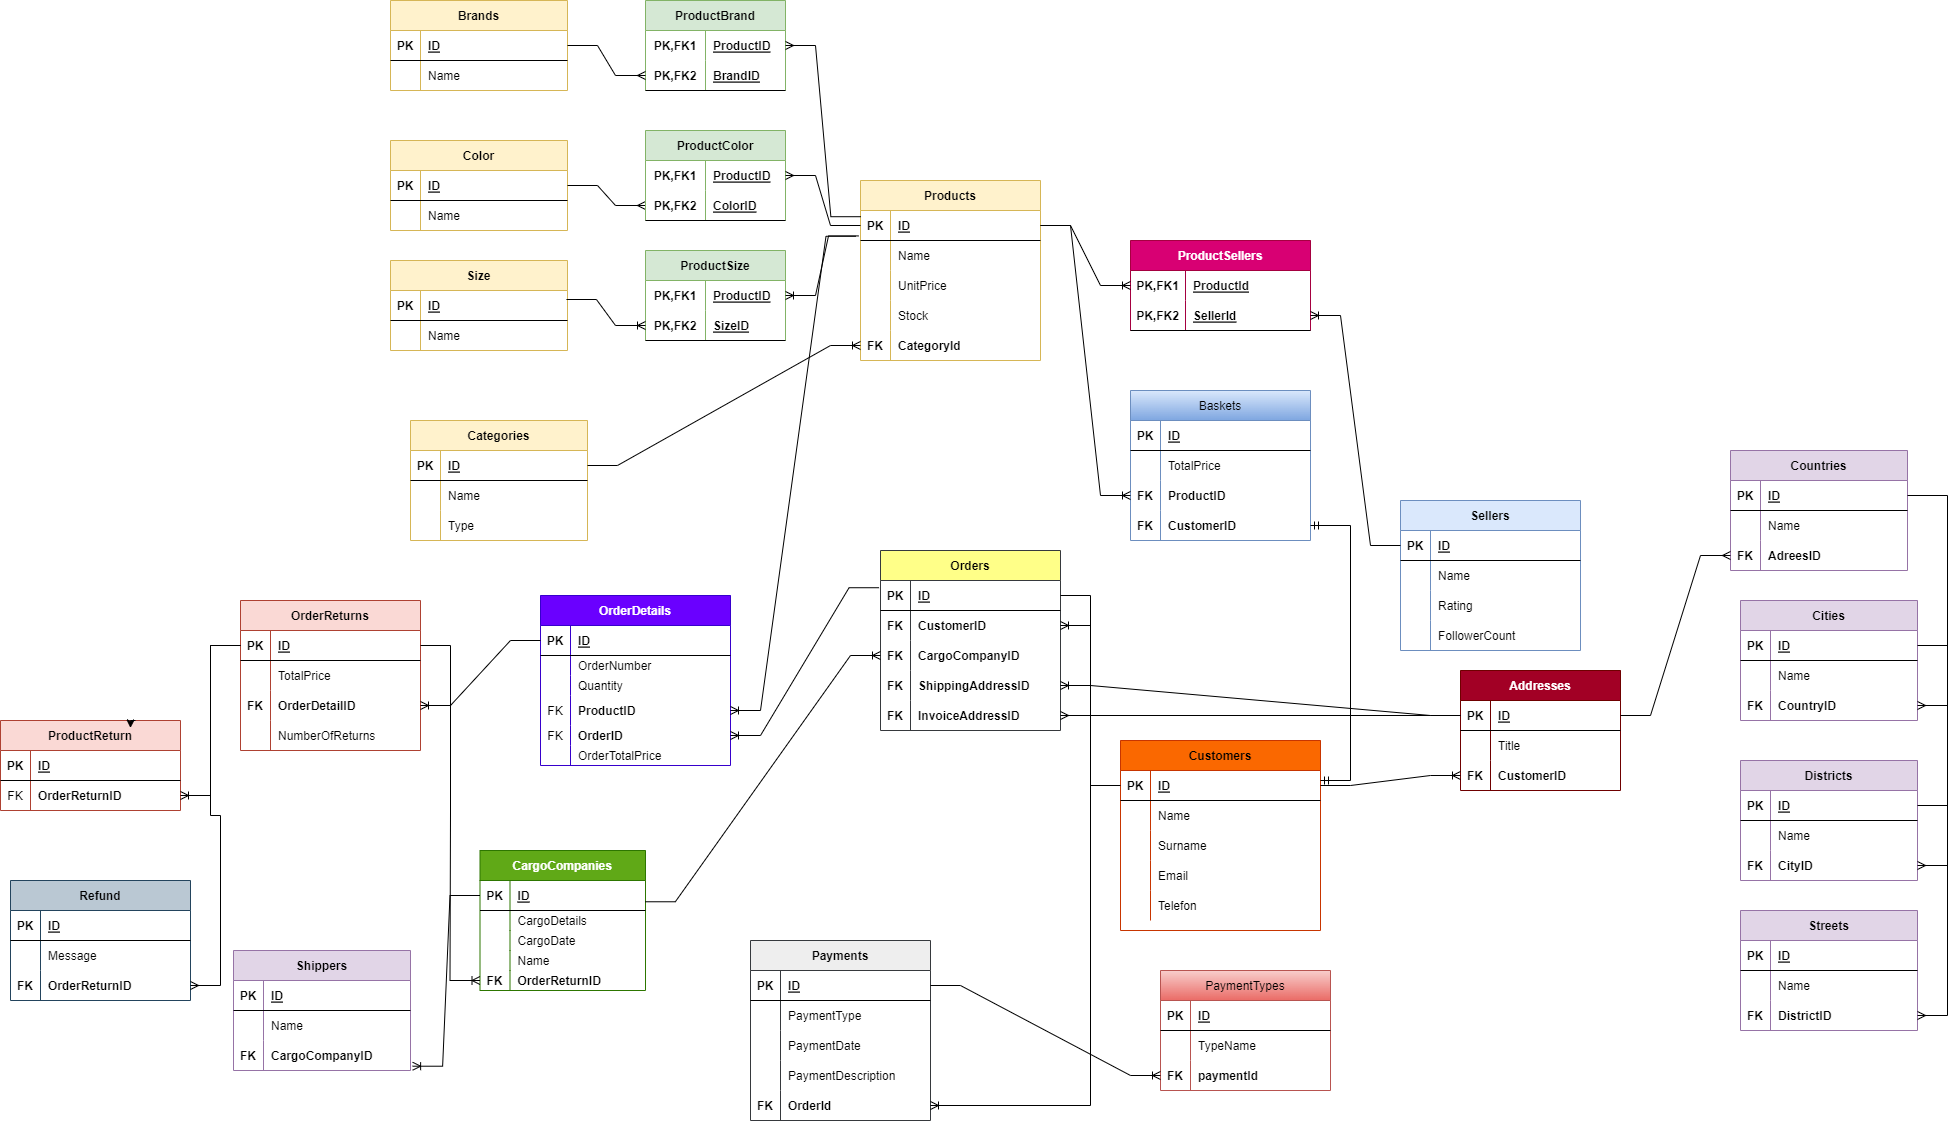 Brands
PK ID
Name
ProductBrand
PK,FK1 ProductID
PK,FK2 BrandID
Color
PK ID
Name
ProductColor
PK,FK1 ProductID
PK,FK2 ColorID
Size
PK ID
Name
ProductSize
PK,FK1 ProductID
PK,FK2 SizeID
Products
PK ID
Name
UnitPrice
Stock
FK CategoryId
ProductSellers
PK,FK1 ProductId
PK,FK2 SellerId
Categories
PK ID
Name
Type
Baskets
PK ID
TotalPrice
FK ProductID
FK CustomerID
Sellers
PK ID
Name
Rating
FollowerCount
Countries
PK ID
Name
FK AdreesID
Cities
PK ID
Name
FK CountryID
Districts
PK ID
Name
FK CityID
Streets
PK ID
Name
FK DistrictID
Orders
PK ID
FK CustomerID
FK CargoCompanyID
FK ShippingAddressID
FK InvoiceAddressID
Addresses
PK ID
Title
FK CustomerID
Customers
PK ID
Name
Surname
Email
Telefon
OrderReturns
PK ID
TotalPrice
FK OrderDetailID
NumberOfReturns
OrderDetails
PK ID
OrderNumber
Quantity
FK ProductID
FK OrderID
OrderTotalPrice
ProductReturn
PK ID
FK OrderReturnID
Refund
PK ID
Message
FK OrderReturnID
Shippers
PK ID
Name
FK CargoCompanyID
CargoCompanies
PK ID
CargoDetails
CargoDate
Name
FK OrderReturnID
Payments
PK ID
PaymentType
PaymentDate
PaymentDescription
FK OrderId
PaymentTypes
PK ID
TypeName
FK paymentId